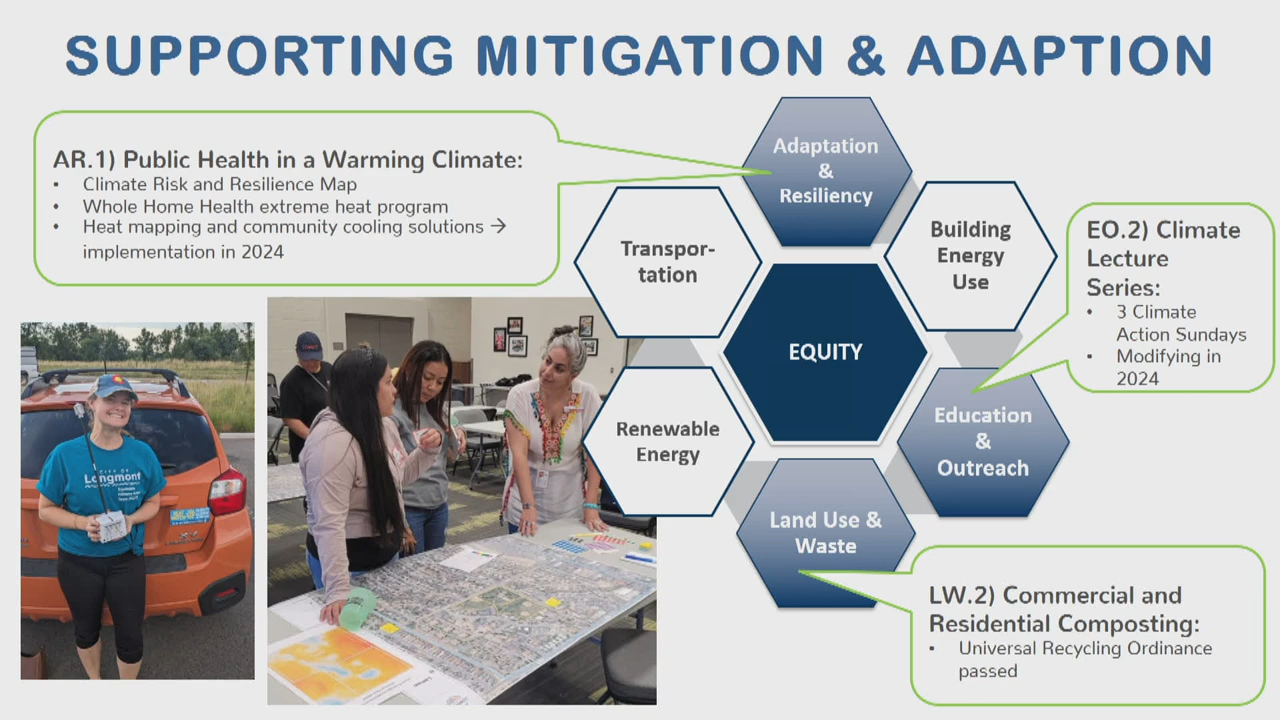 SUPPORTING MITIGATION & ADAPTION
AR.1) Public Health in a Warming Climate:
• Climate Risk and Resilience Map
• Whole Home Health extreme heat program
• Heat mapping and community cooling solutions →
implementation in 2024
Adaptation
&
Resiliency
Transpor-
tation
Building
Energy
Use
EO.2) Climate
Lecture
Series:
• 3 Climate
Action Sundays
• Modifying in
2024
EQUITY
Renewable
Energy
Education
&
Outreach
Land Use &
Waste
LW.2) Commercial and
Residential Composting:
• Universal Recycling Ordinance
passed
CITY OF
Longmont